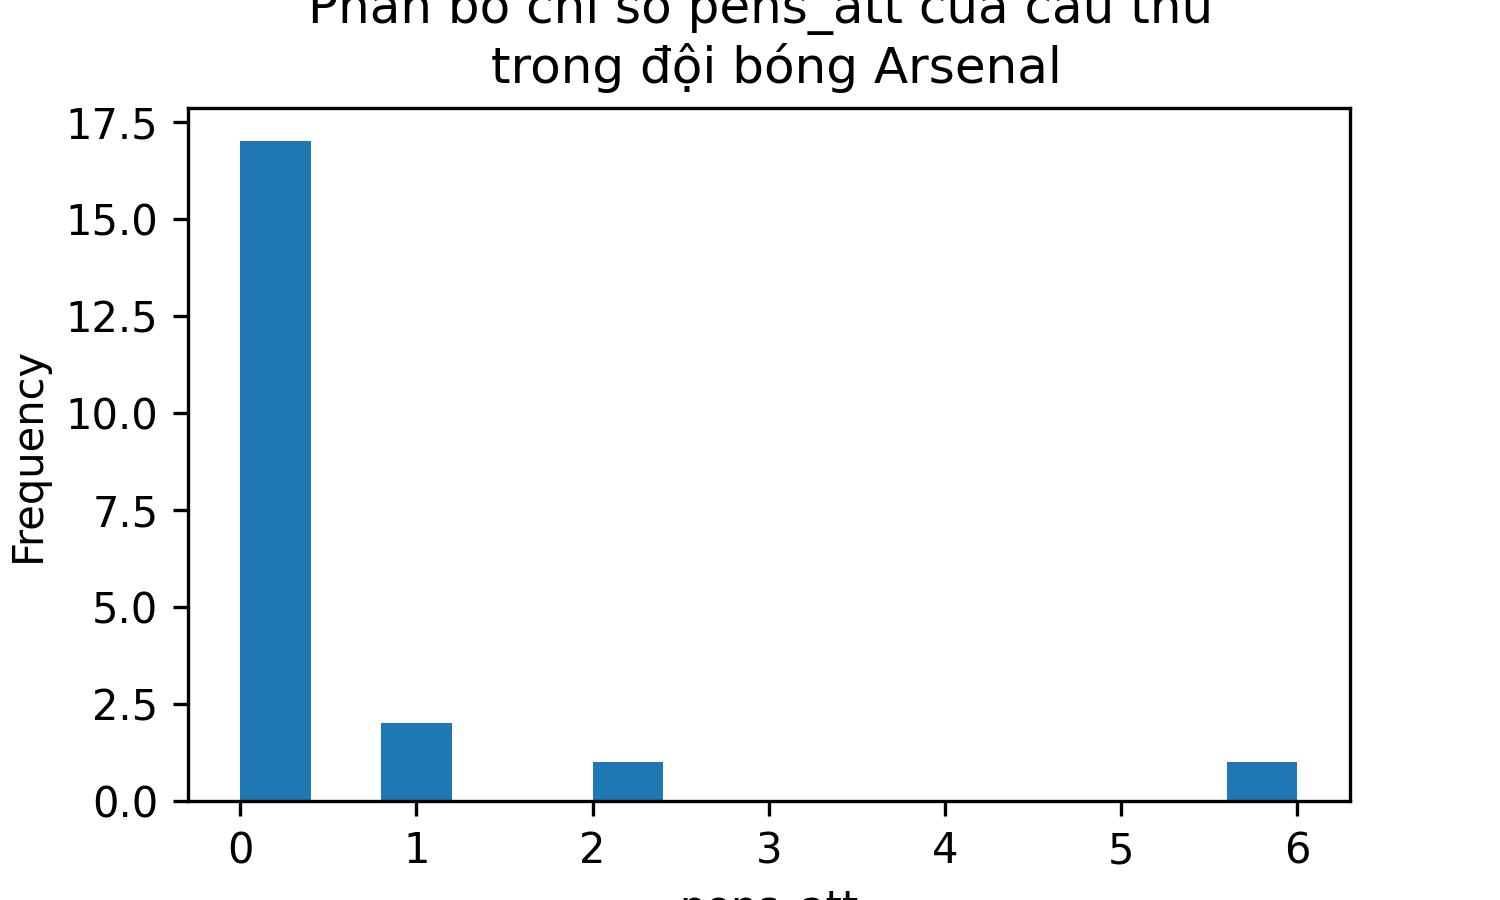 Phân bố chỉ số pens_att của cầu thủ
trong đội bóng Arsenal
17.5
15.0
12.5
10.0
7.5
5.0
2.5
0.0
Frequency
0 1 2 3 4 5 6
pens_att